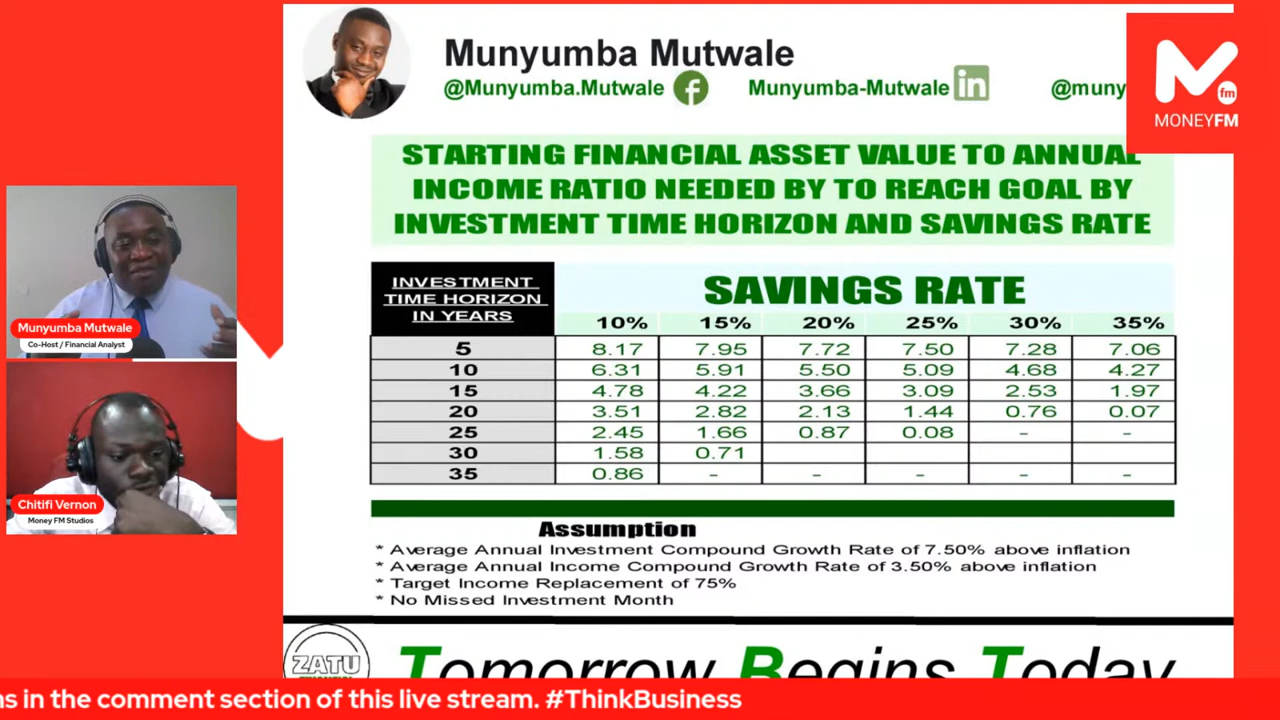 Munyumba Mutwale
@Munyumba.Mutwale f Munyumba-Mutwale in @muny
M fm
MONEYFM
STARTING FINANCIAL ASSET VALUE TO ANNUAL
INCOME RATIO NEEDED BY TO REACH GOAL BY
INVESTMENT TIME HORIZON AND SAVINGS RATE
INVESTMENT
TIME HORIZON
IN YEARS
SAVINGS RATE
10% 15% 20% 25% 30% 35%
5 8.17 7.95 7.72 7.50 7.28 7.06
10 6.31 5.91 5.50 5.09 4.68 4.27
15 4.78 4.22 3.66 3.09 2.53 1.97
20 3.51 2.82 2.13 1.44 0.76 0.07
25 2.45 1.66 0.87 0.08 - -
30 1.58 0.71
35 0.86 - - - - -
Assumption
* Average Annual Investment Compound Growth Rate of 7.50% above inflation
* Average Annual Income Compound Growth Rate of 3.50% above inflation
* Target Income Replacement of 75%
* No Missed Investment Month
ZATU
Tomorrow Begins Today
Munyumba Mutwale
Co-Host / Financial Analyst
Chitifi Vernon
Money FM Studios
ns in the comment section of this live stream. #ThinkBusiness